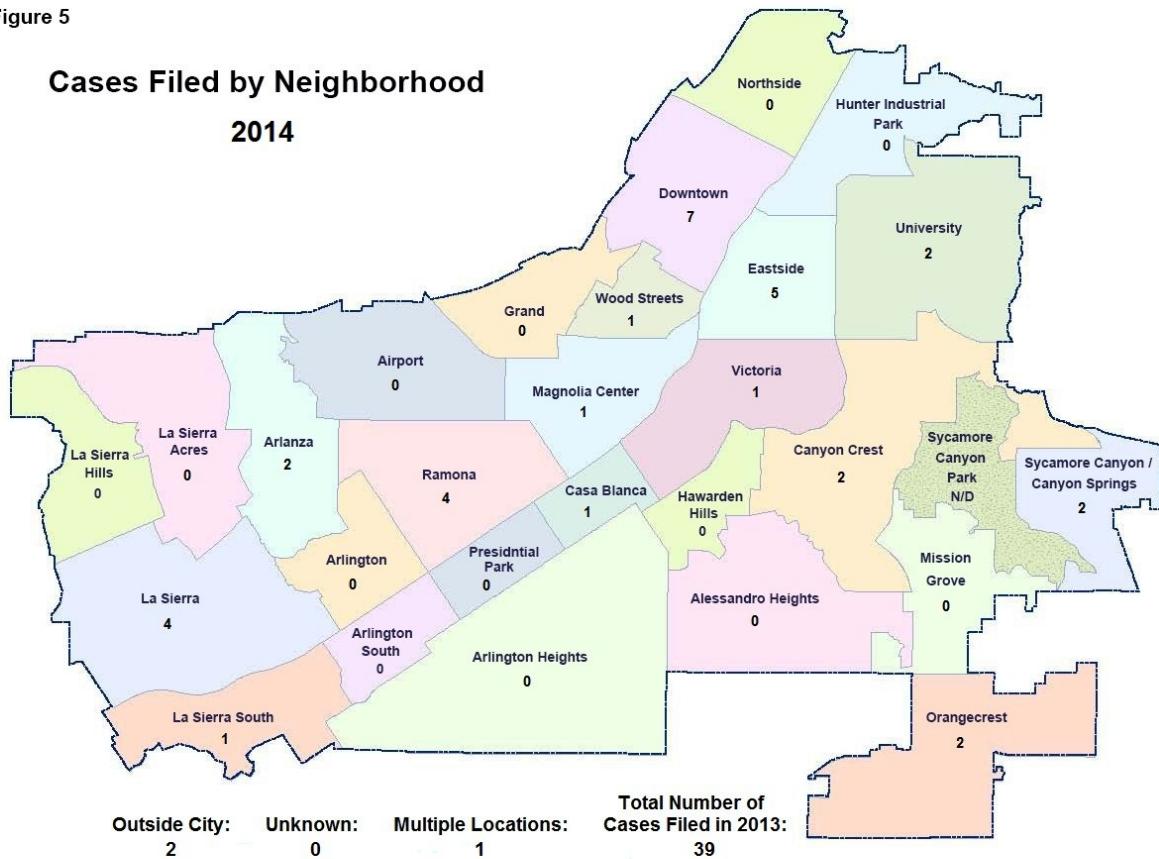 Figure 5
Cases Filed by Neighborhood
2014
Northside
0
Hunter Industrial
Park
0
Downtown
7
University
2
Eastside
5
Wood Streets
1
Grand
0
Airport
0
Magnolia Center
1
Victoria
1
La Sierra
Acres
0
La Sierra
Hills
0
Arlanza
2
Ramona
4
Casa Blanca
1
Hawarden
Hills
0
Canyon Crest
2
Sycamore
Canyon
Park
N/D
Sycamore Canyon /
Canyon Springs
2
Arlington
0
Presidntial
Park
0
Mission
Grove
0
La Sierra
4
Alessandro Heights
0
Arlington
South
0
Arlington Heights
0
La Sierra South
1
Orangecrest
2
Outside City:
2
Unknown:
0
Multiple Locations:
1
Total Number of
Cases Filed in 2013:
39